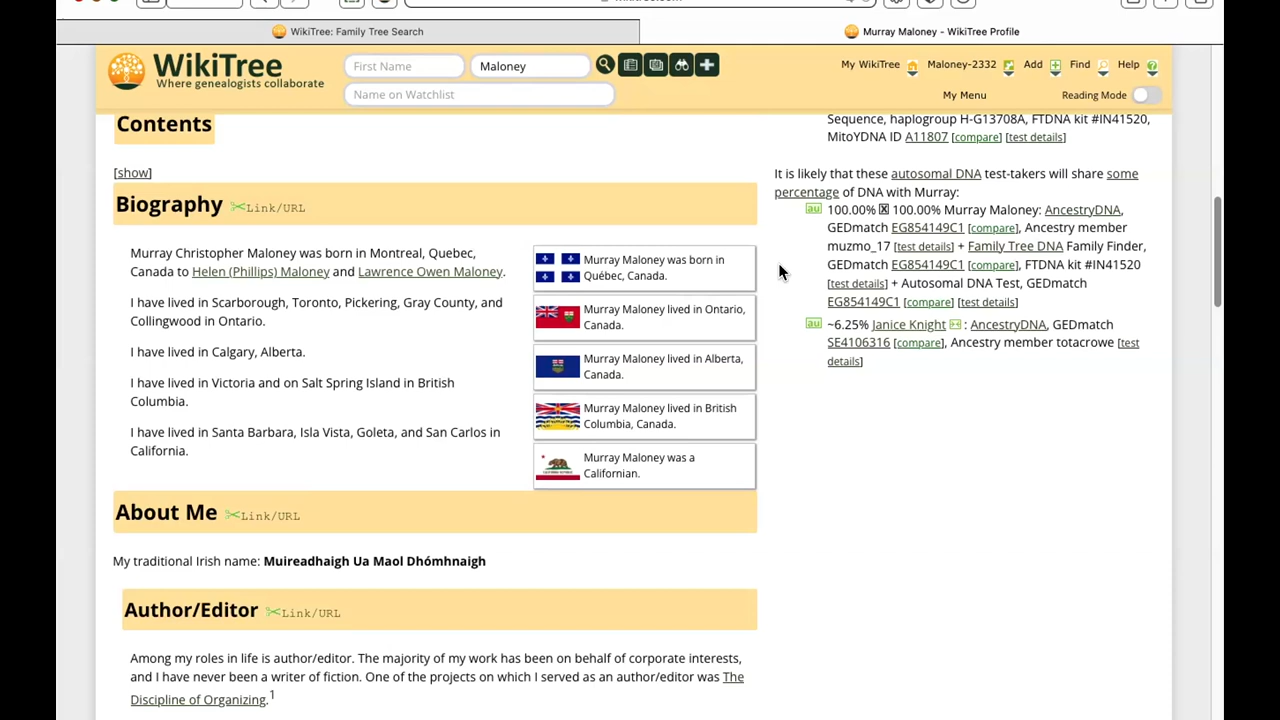 WikiTree: Family Tree Search
Murray Maloney - WikiTree Profile
WikiTree
Where genealogists collaborate
First Name
Maloney
Name on Watchlist
My WikiTree
Maloney-2332
Add
Find
Help
My Menu
Reading Mode
Contents
[show]
Biography Link/URL
Murray Christopher Maloney was born in Montreal, Quebec,
Canada to Helen (Phillips) Maloney and Lawrence Owen Maloney.
I have lived in Scarborough, Toronto, Pickering, Gray County, and
Collingwood in Ontario.
I have lived in Calgary, Alberta.
I have lived in Victoria and on Salt Spring Island in British
Columbia.
I have lived in Santa Barbara, Isla Vista, Goleta, and San Carlos in
California.
Murray Maloney was born in
Québec, Canada.
Murray Maloney lived in Ontario,
Canada.
Murray Maloney lived in Alberta,
Canada.
Murray Maloney lived in British
Columbia, Canada.
Murray Maloney was a
Californian.
About Me Link/URL
My traditional Irish name: Muireadhaigh Ua Maol Dhómhnaigh
Author/Editor Link/URL
Among my roles in life is author/editor. The majority of my work has been on behalf of corporate interests,
and I have never been a writer of fiction. One of the projects on which I served as an author/editor was The
Discipline of Organizing.1
Sequence, haplogroup H-G13708A, FTDNA kit #IN41520,
MitoYDNA ID A11807 [compare] [test details]
It is likely that these autosomal DNA test-takers will share some
percentage of DNA with Murray:
au 100.00% X 100.00% Murray Maloney: AncestryDNA,
GEDmatch EG854149C1 [compare], Ancestry member
muzmo_17 [test details] + Family Tree DNA Family Finder,
GEDmatch EG854149C1 [compare], FTDNA kit #IN41520
[test details] + Autosomal DNA Test, GEDmatch
EG854149C1 [compare] [test details]
au ~6.25% Janice Knight : AncestryDNA, GEDmatch
SE4106316 [compare], Ancestry member totacrowe [test
details]